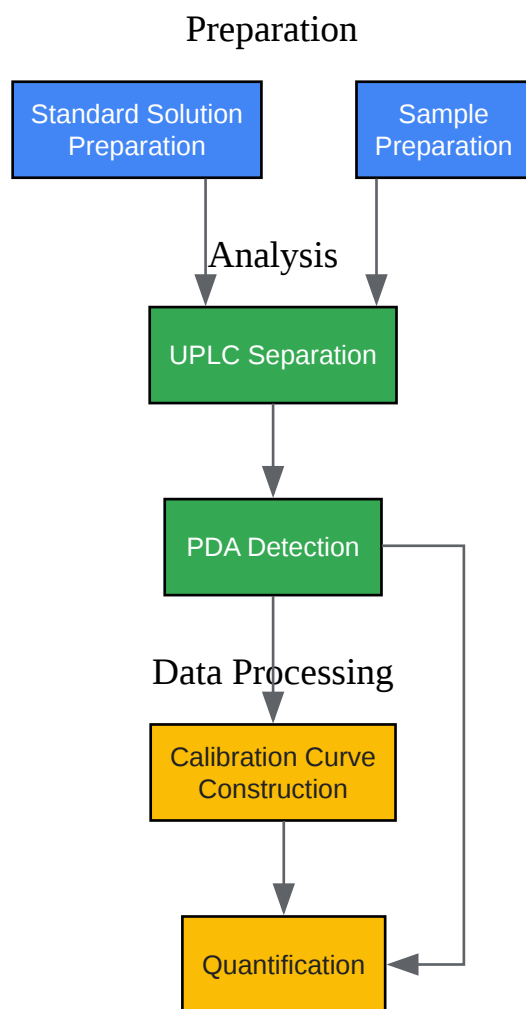 Preparation
Standard Solution
Preparation
Sample
Preparation
Analysis
UPLC Separation
PDA Detection
Data Processing
Calibration Curve
Construction
Quantification